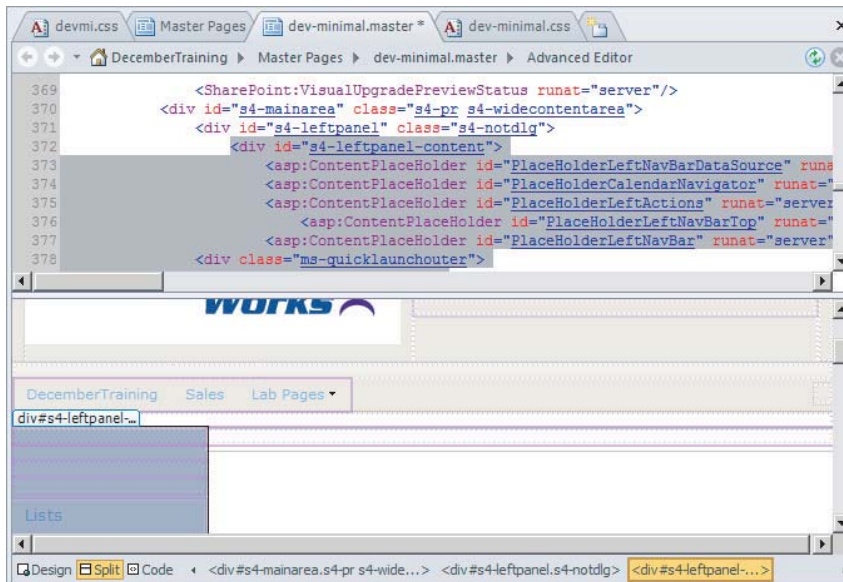 devmi.css Master Pages dev-minimal.master * dev-minimal.css
DecemberTraining Master Pages dev-minimal.master Advanced Editor
369 <SharePoint:VisualUpgradePreviewStatus runat="server"/>
370 <div id="s4-mainarea" class="s4-pr s4-widecontentarea">
371 <div id="s4-leftpanel" class="s4-notdlg">
372 <div id="s4-leftpanel-content">
373 <asp:ContentPlaceHolder id="PlaceHolderLeftNavBarDataSource" runa
374 <asp:ContentPlaceHolder id="PlaceHolderCalendarNavigator" runat="
375 <asp:ContentPlaceHolder id="PlaceHolderLeftActions" runat="server
376 <asp:ContentPlaceHolder id="PlaceHolderLeftNavBarTop" runat="
377 <asp:ContentPlaceHolder id="PlaceHolderLeftNavBar" runat="server"
378 <div class="ms-quicklaunchouter">
works
DecemberTraining Sales Lab Pages
div#s4-leftpanel-...
Lists
Design Split Code <div#s4-mainarea.s4-pr s4-wide...> <div#s4-leftpanel.s4-notdlg> <div#s4-leftpanel-...>